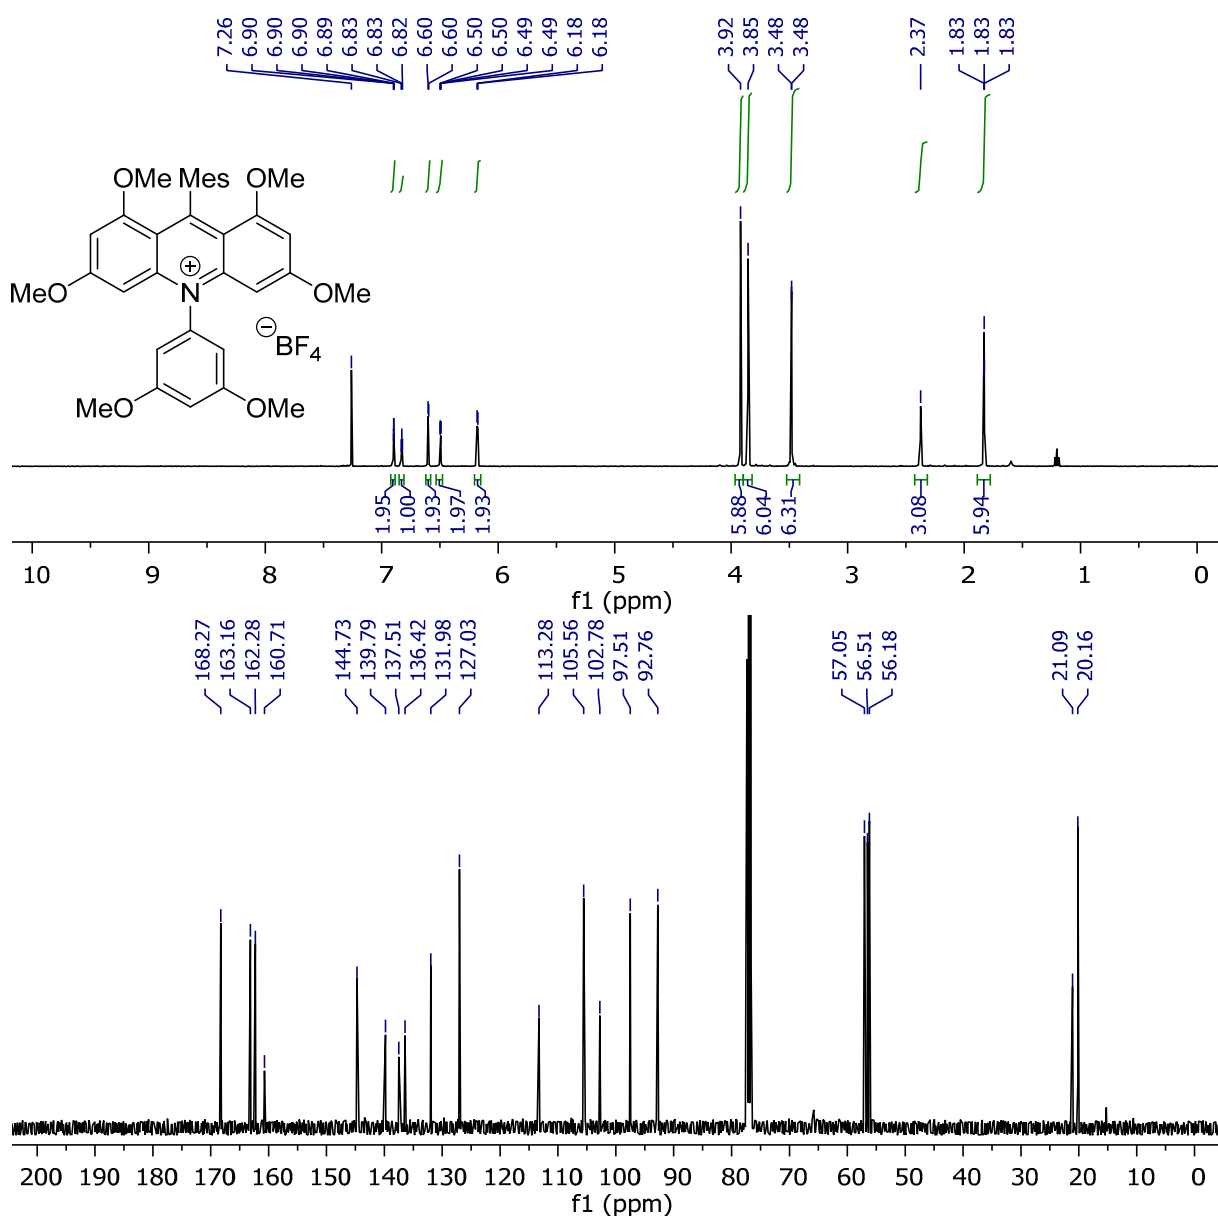 7.26 6.90 6.90 6.90 6.89 6.83 6.83 6.82 6.60 6.60 6.50 6.50 6.49 6.49 6.18 6.18 3.92 3.85 3.48 3.48 2.37 1.83 1.83 1.83
OMe Mes OMe
⊕
MeO N OMe
⊖
BF4
MeO OMe
1.95 1.00 1.93 1.97 1.93 5.88 6.04 6.31 3.08 5.94
10 9 8 7 6 5 4 3 2 1 0
f1 (ppm)
168.27 163.16 162.28 160.71 144.73 139.79 137.51 136.42 131.98 127.03 113.28 105.56 102.78 97.51 92.76 57.05 56.51 56.18 21.09 20.16
200 190 180 170 160 150 140 130 120 110 100 90 80 70 60 50 40 30 20 10 0
f1 (ppm)